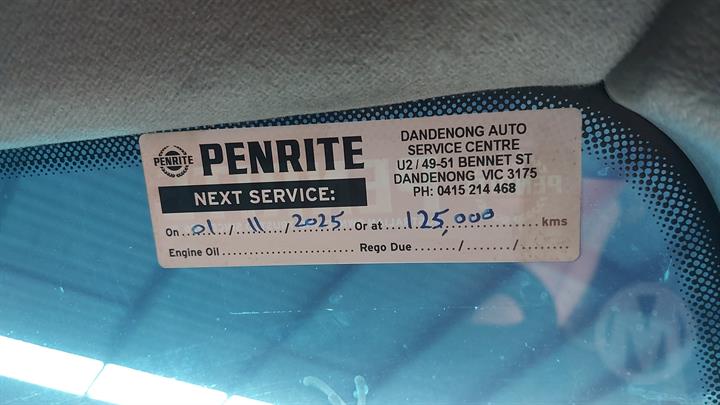 PENRITE
PENRITE
DANDENONG AUTO
SERVICE CENTRE
U2 / 49-51 BENNET ST
DANDENONG VIC 3175
PH: 0415 214 468
NEXT SERVICE:
On 01 / 11 / 2025 Or at 125,000 kms
Engine Oil .................... Rego Due ......./......./.......
M